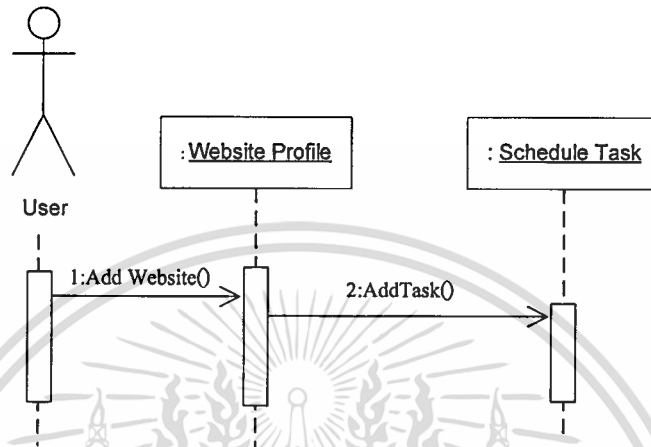 : Website Profile
: Schedule Task
User
1:Add Website()
2:AddTask()